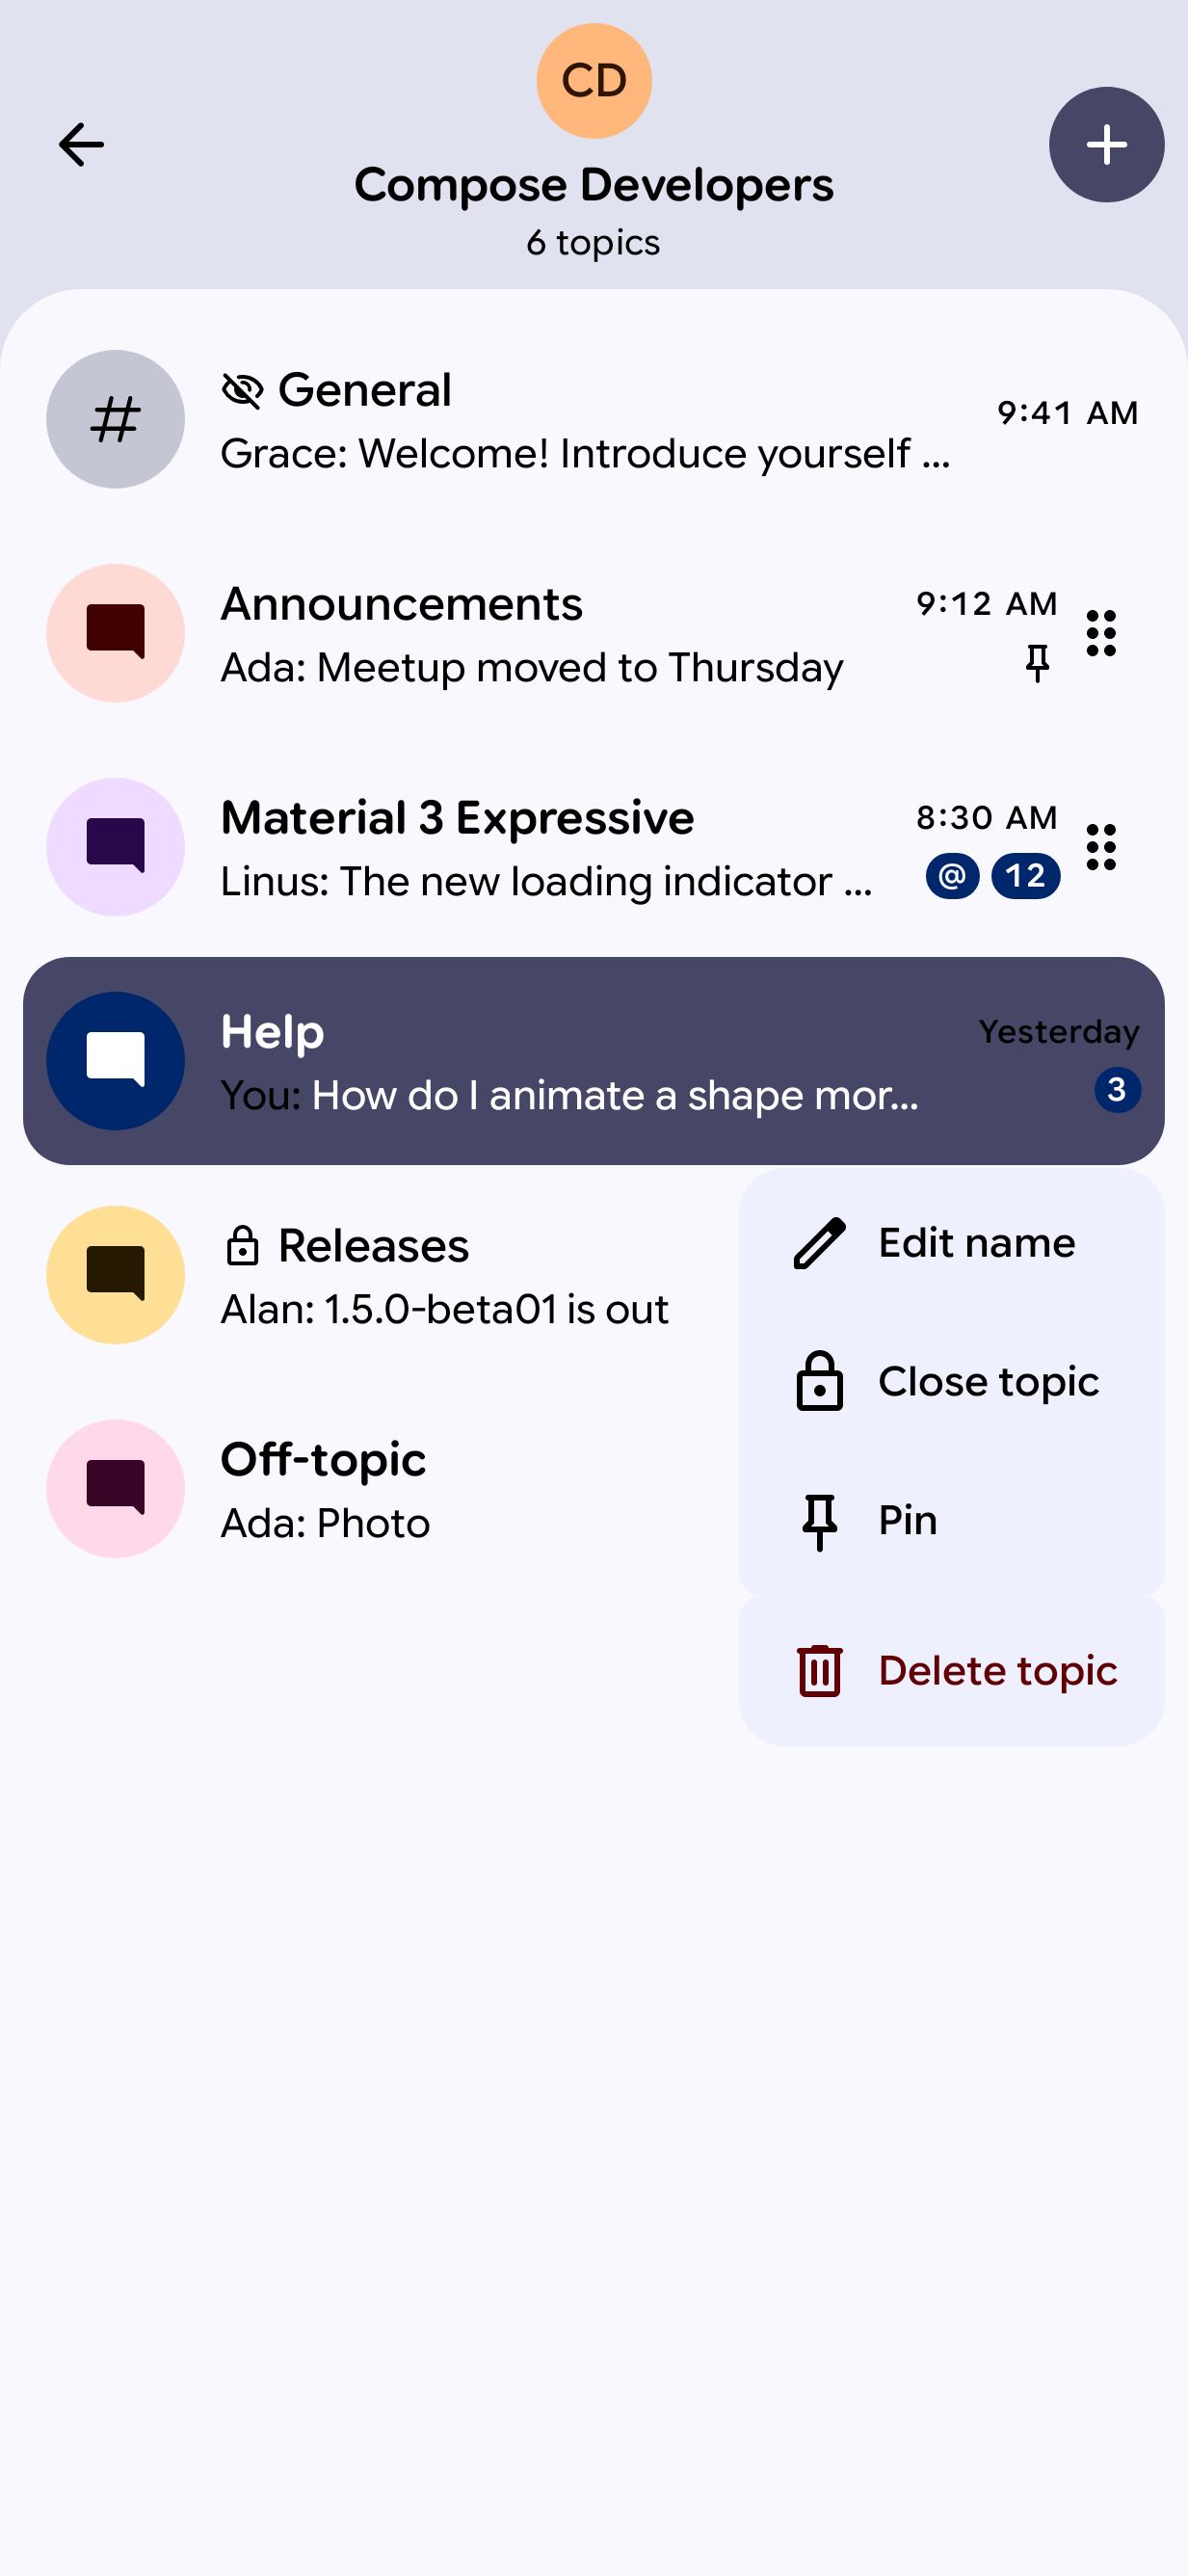 CD
Compose Developers
6 topics
General
9:41 AM
Grace: Welcome! Introduce yourself ...
Announcements
9:12 AM
Ada: Meetup moved to Thursday
Material 3 Expressive
8:30 AM
Linus: The new loading indicator ...
@ 12
Help
Yesterday
You: How do I animate a shape mor...
3
Releases
Alan: 1.5.0-beta01 is out
Off-topic
Ada: Photo
Edit name
Close topic
Pin
Delete topic